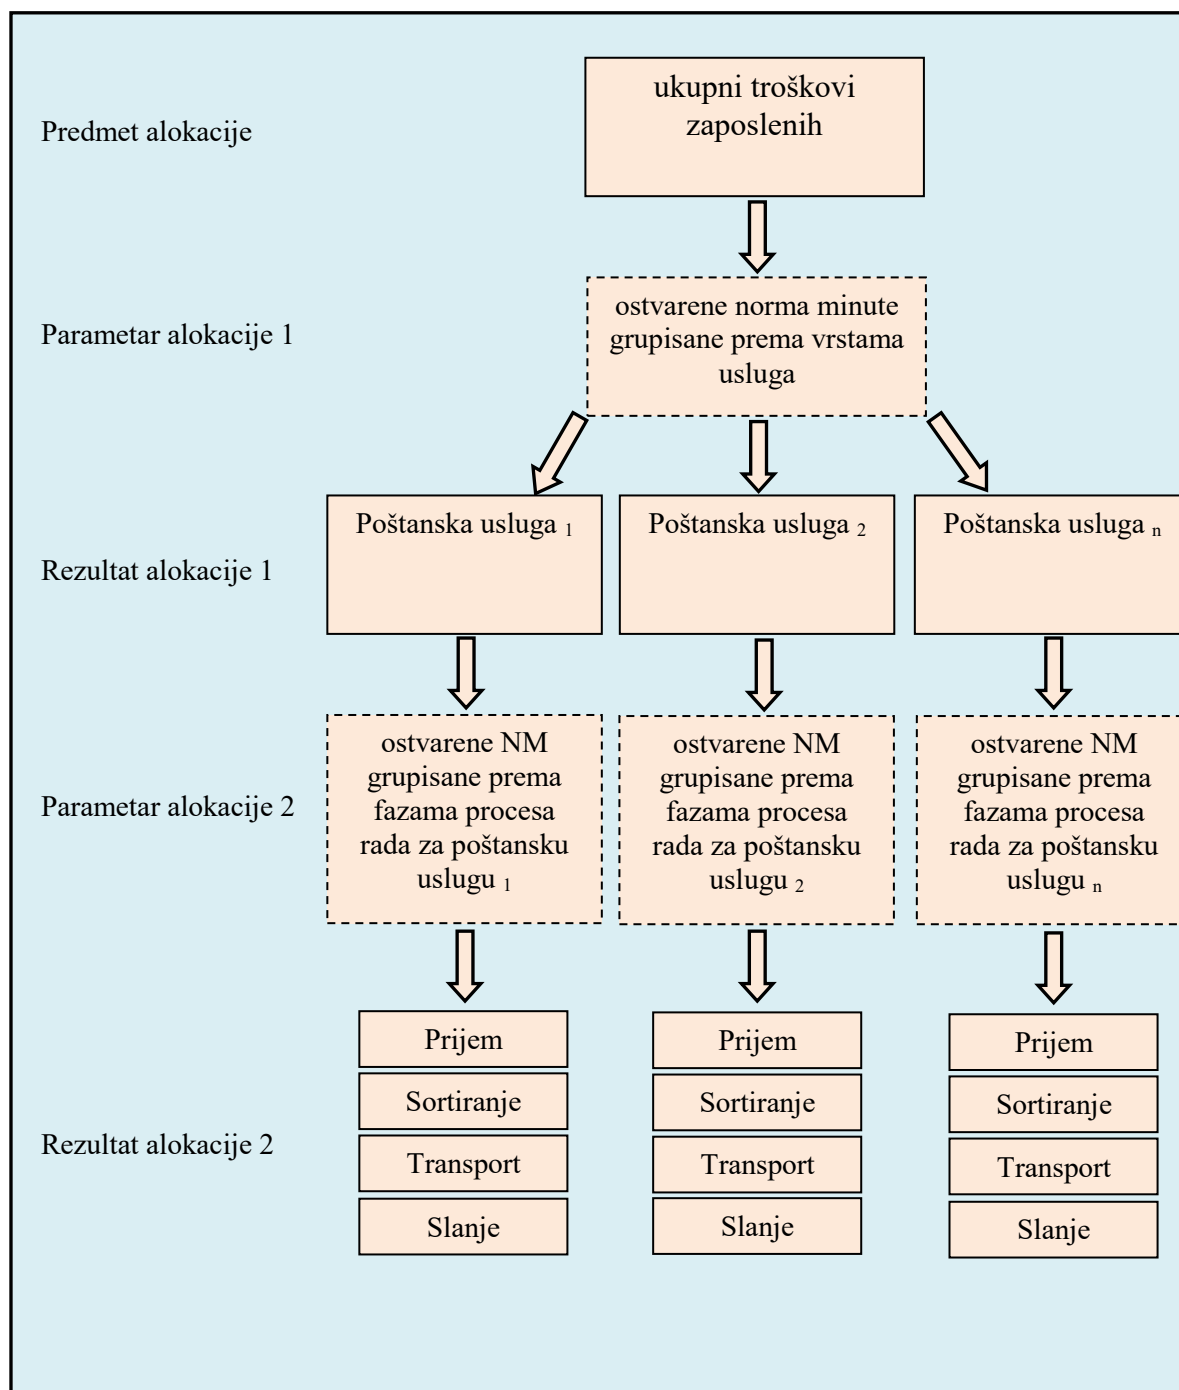 Predmet alokacije
ukupni troškovi
zaposlenih
Parametar alokacije 1
ostvarene norma minute
grupisane prema vrstama
usluga
Rezultat alokacije 1
Poštanska usluga 1
Poštanska usluga 2
Poštanska usluga n
Parametar alokacije 2
ostvarene NM
grupisane prema
fazama procesa
rada za poštansku
uslugu 1
ostvarene NM
grupisane prema
fazama procesa
rada za poštansku
uslugu 2
ostvarene NM
grupisane prema
fazama procesa
rada za poštansku
uslugu n
Rezultat alokacije 2
Prijem
Sortiranje
Transport
Slanje
Prijem
Sortiranje
Transport
Slanje
Prijem
Sortiranje
Transport
Slanje